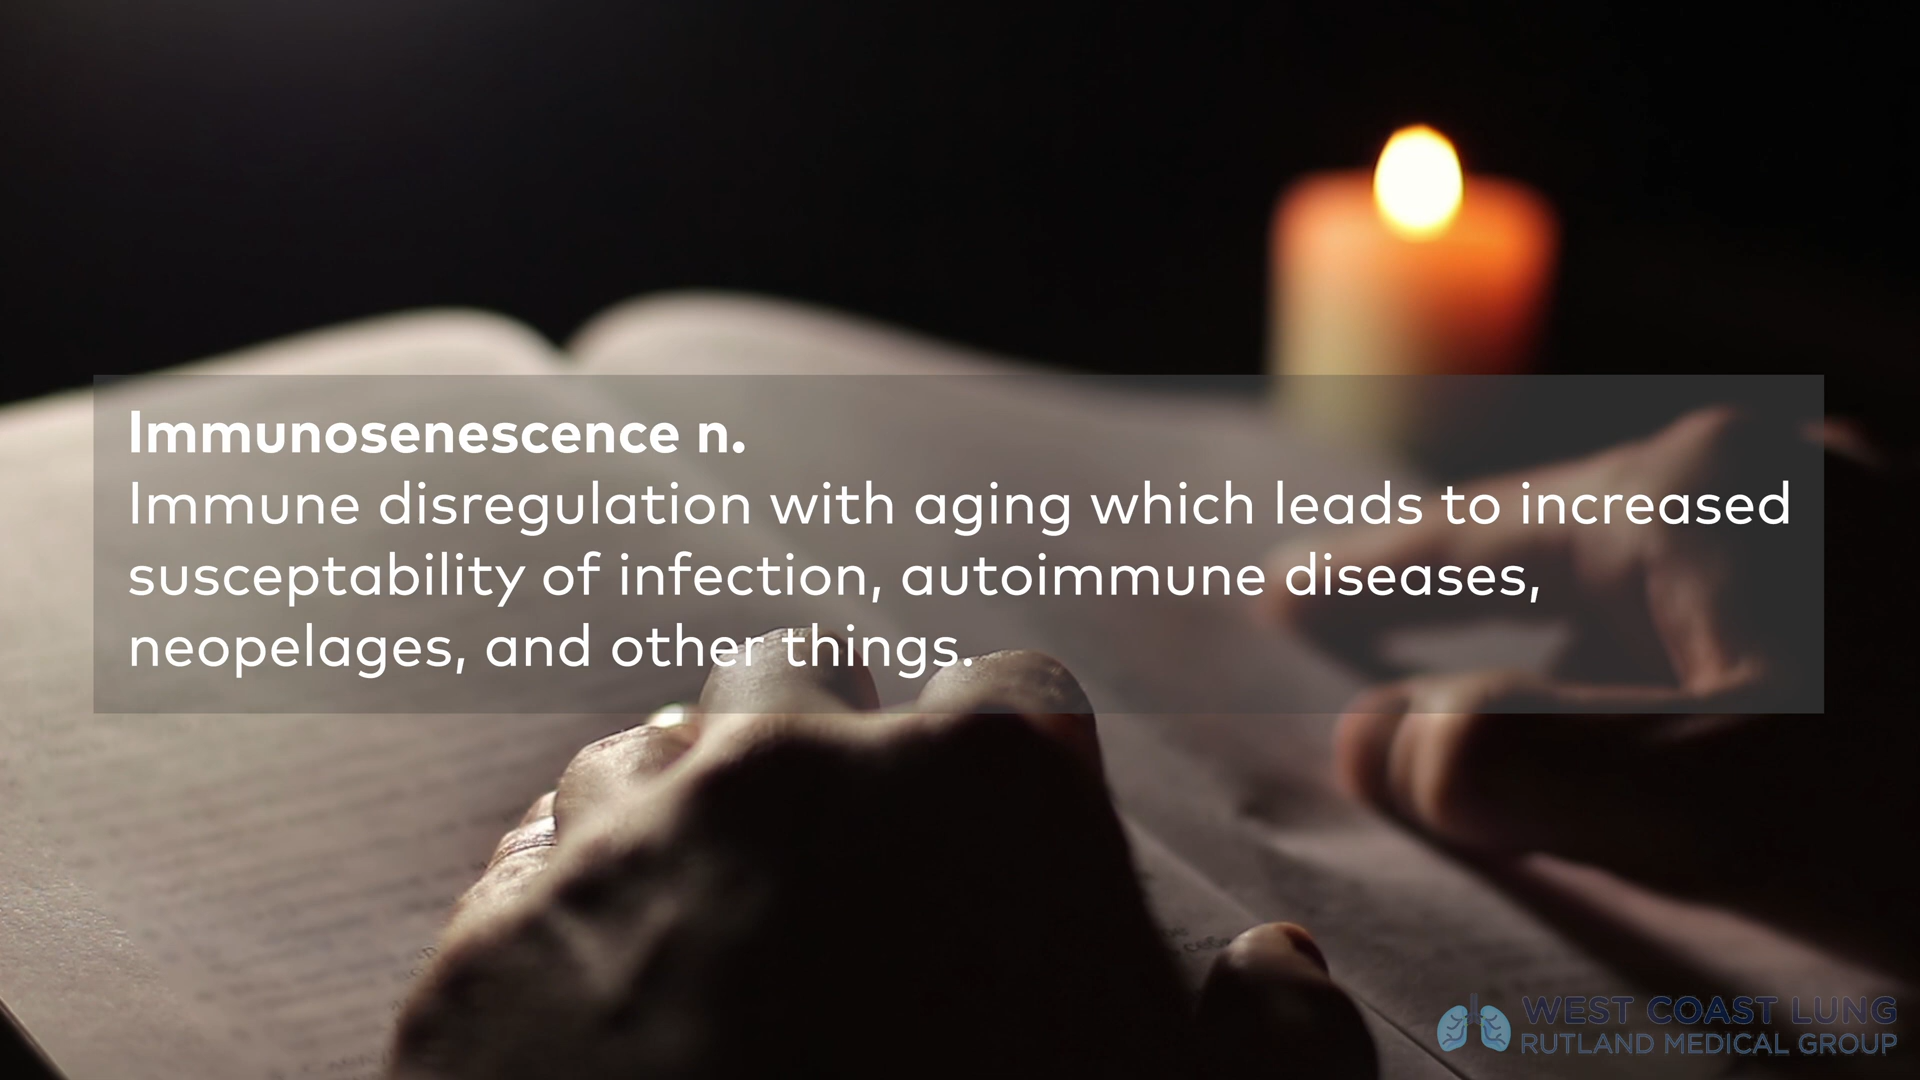 Immunosenescence n.
Immune disregulation with aging which leads to increased
susceptability of infection, autoimmune diseases,
neopelages, and other things.
WEST COAST LUNG
RUTLAND MEDICAL GROUP